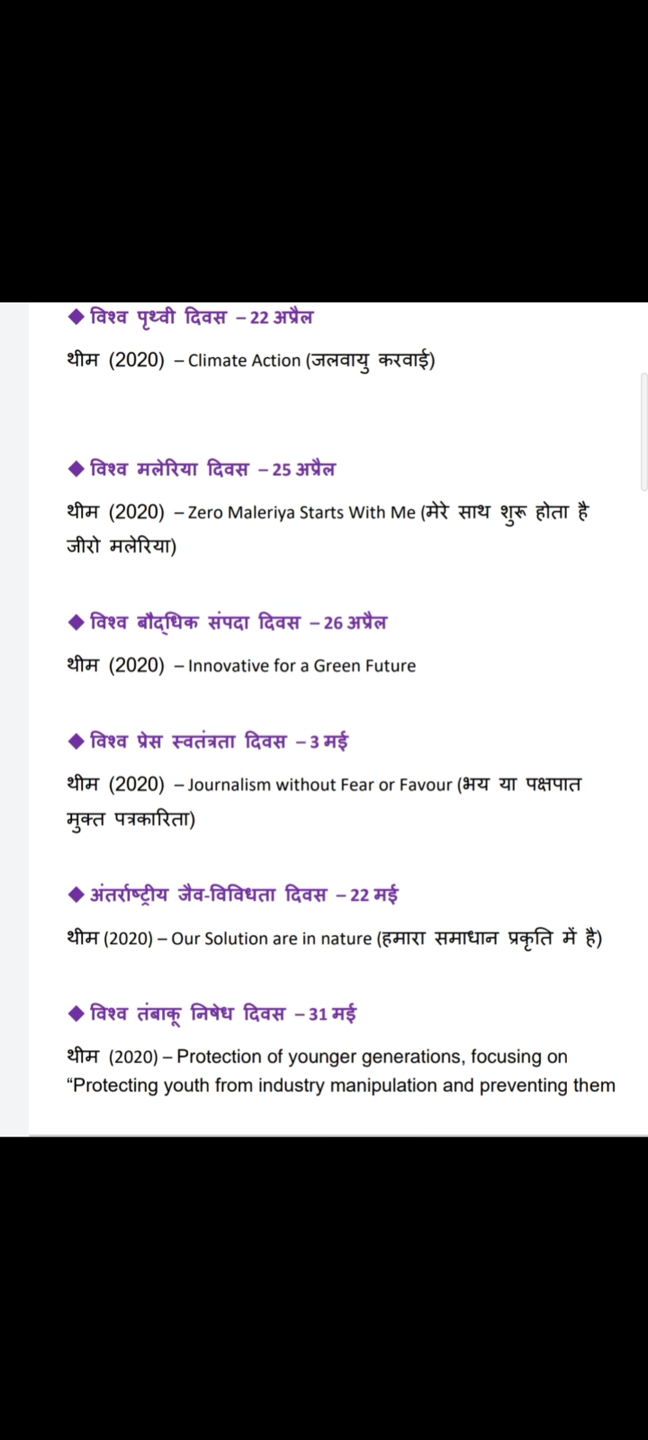 ◆ विश्व पृथ्वी दिवस – 22 अप्रैल
थीम (2020) – Climate Action (जलवायु करवाई)
◆ विश्व मलेरिया दिवस – 25 अप्रैल
थीम (2020) – Zero Maleriya Starts With Me (मेरे साथ शुरू होता है
जीरो मलेरिया)
◆ विश्व बौद्धिक संपदा दिवस – 26 अप्रैल
थीम (2020) – Innovative for a Green Future
◆ विश्व प्रेस स्वतंत्रता दिवस – 3 मई
थीम (2020) – Journalism without Fear or Favour (भय या पक्षपात
मुक्त पत्रकारिता)
◆ अंतर्राष्ट्रीय जैव-विविधता दिवस – 22 मई
थीम (2020) – Our Solution are in nature (हमारा समाधान प्रकृति में है)
◆ विश्व तंबाकू निषेध दिवस – 31 मई
थीम (2020) – Protection of younger generations, focusing on
“Protecting youth from industry manipulation and preventing them